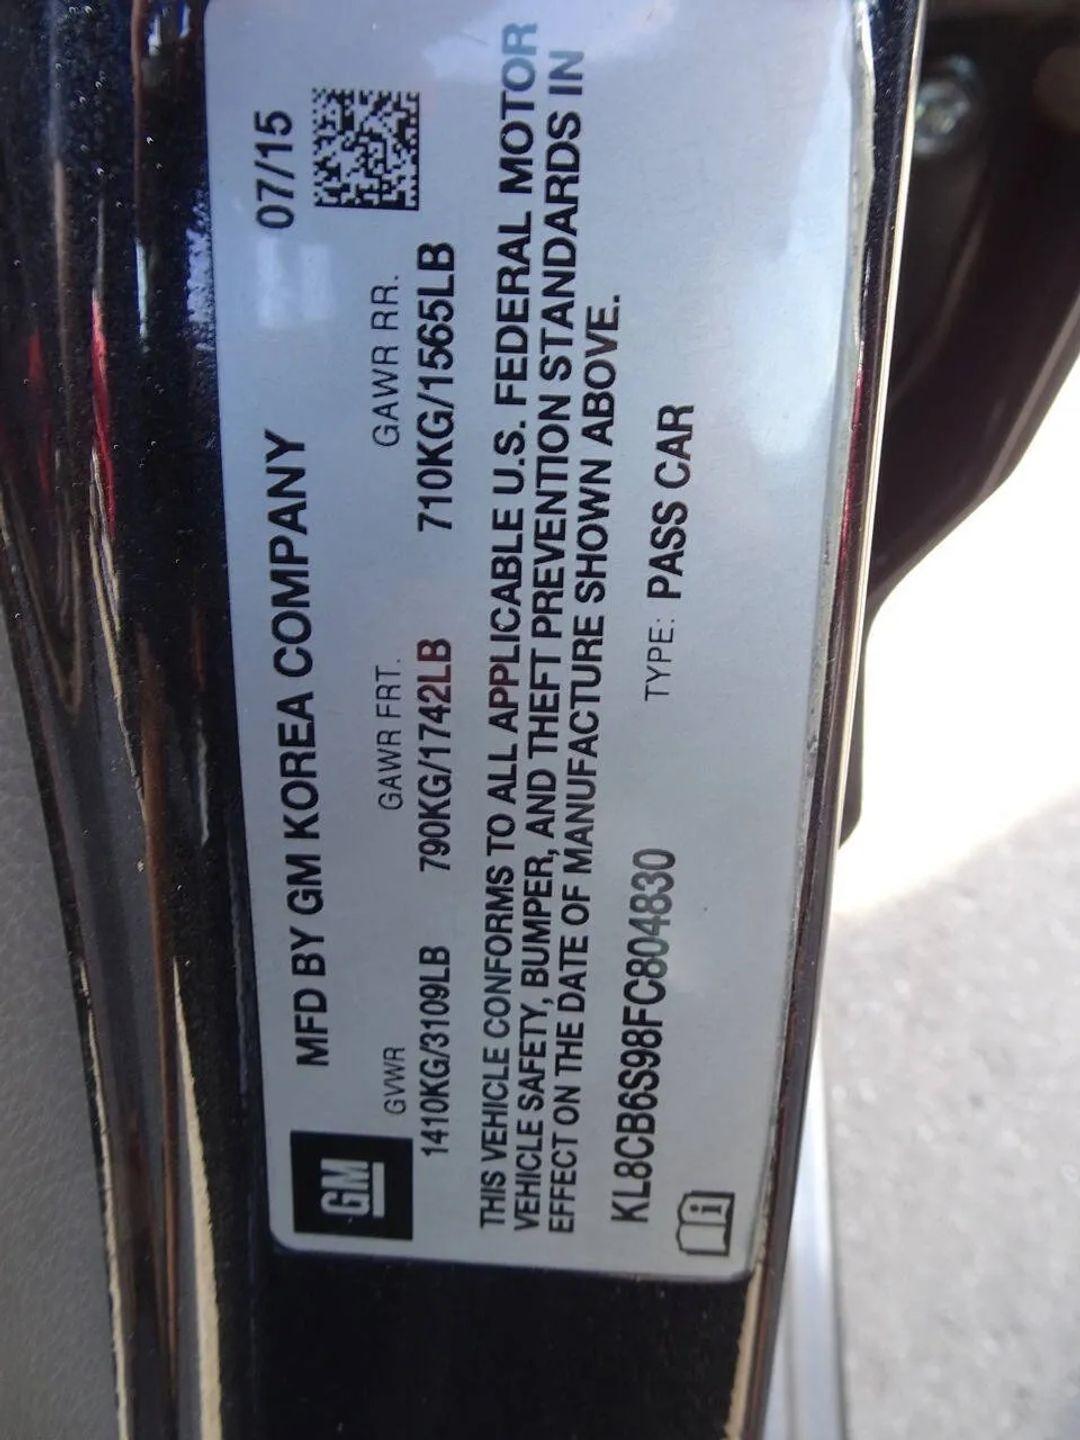 MFD BY GM KOREA COMPANY 07/15
GM
GVWR GAWR FRT. GAWR RR.
1410KG/3109LB 790KG/1742LB 710KG/1565LB
THIS VEHICLE CONFORMS TO ALL APPLICABLE U.S. FEDERAL MOTOR
VEHICLE SAFETY, BUMPER, AND THEFT PREVENTION STANDARDS IN
EFFECT ON THE DATE OF MANUFACTURE SHOWN ABOVE.
KL8CB6S98FC804830 TYPE: PASS CAR